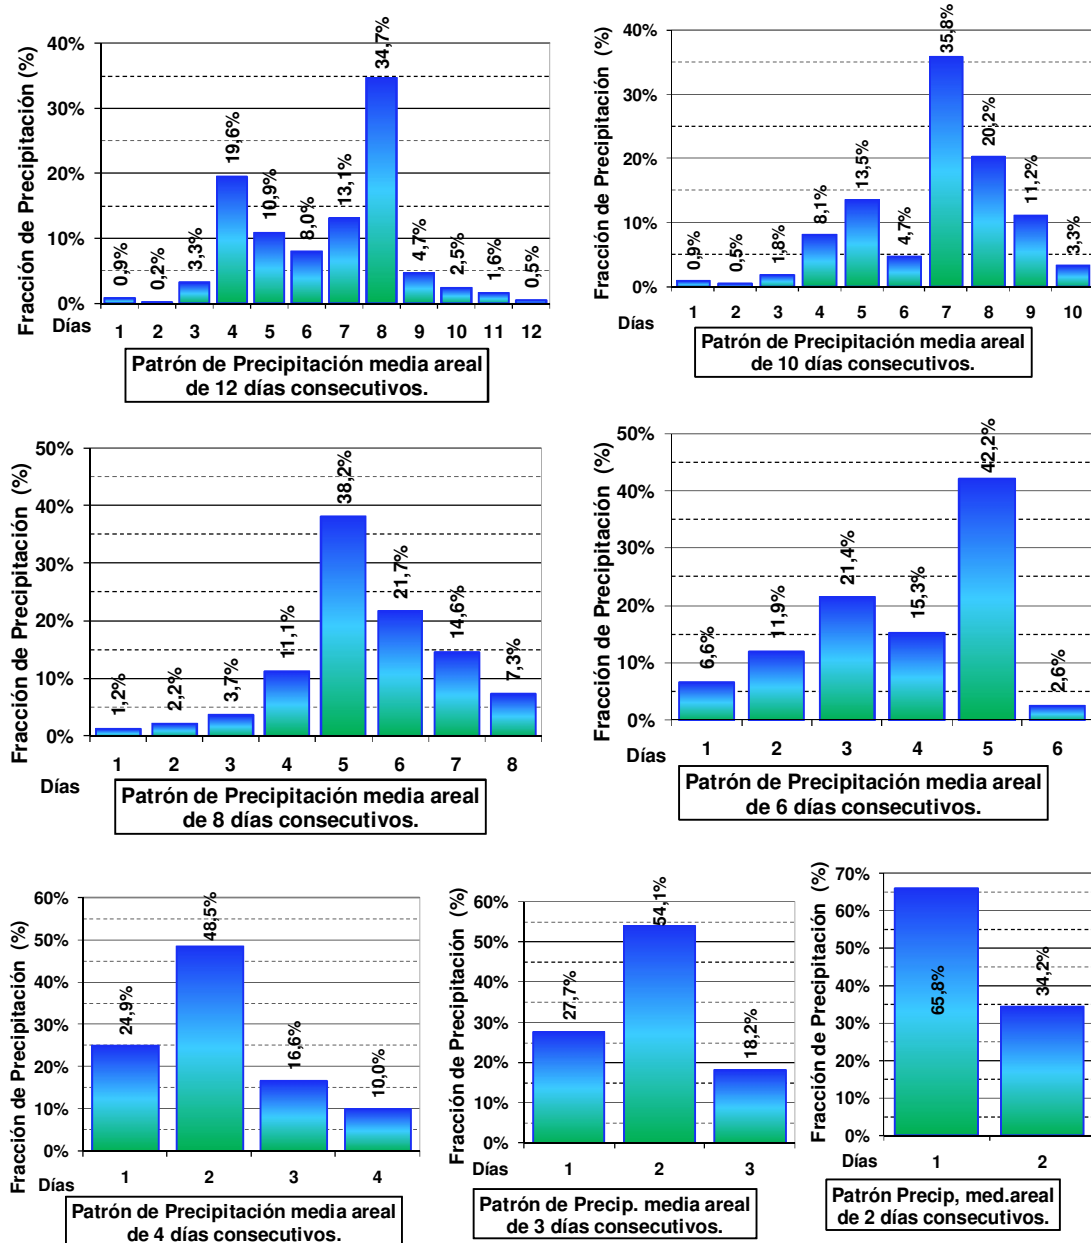 Fracción de Precipitación (%)
40%
30%
20%
10%
0%
0,9%
0,2%
3,3%
19,6%
10,9%
8,0%
13,1%
34,7%
4,7%
2,5%
1,6%
0,5%
Días 1 2 3 4 5 6 7 8 9 10 11 12
Patrón de Precipitación media areal
de 12 días consecutivos.
Fracción de Precipitación (%)
40%
30%
20%
10%
0%
0,9%
0,5%
1,8%
8,1%
13,5%
4,7%
35,8%
20,2%
11,2%
3,3%
Días 1 2 3 4 5 6 7 8 9 10
Patrón de Precipitación media areal
de 10 días consecutivos.
Fracción de Precipitación (%)
50%
40%
30%
20%
10%
0%
1,2%
2,2%
3,7%
11,1%
38,2%
21,7%
14,6%
7,3%
1 2 3 4 5 6 7 8
Días
Patrón de Precipitación media areal
de 8 días consecutivos.
Fracción de Precipitación (%)
50%
40%
30%
20%
10%
0%
6,6%
11,9%
21,4%
15,3%
42,2%
2,6%
Días 1 2 3 4 5 6
Patrón de Precipitación media areal
de 6 días consecutivos.
Fracción de Precipitación (%)
60%
50%
40%
30%
20%
10%
0%
24,9%
48,5%
16,6%
10,0%
1 2 3 4
Días
Patrón de Precipitación media areal
de 4 días consecutivos.
Fracción de Precipitación (%)
60%
50%
40%
30%
20%
10%
0%
27,7%
54,1%
18,2%
Días 1 2 3
Patrón de Precip. media areal
de 3 días consecutivos.
Fracción de Precipitación (%)
70%
60%
50%
40%
30%
20%
10%
0%
65,8%
34,2%
Días 1 2
Patrón Precip, med.areal
de 2 días consecutivos.